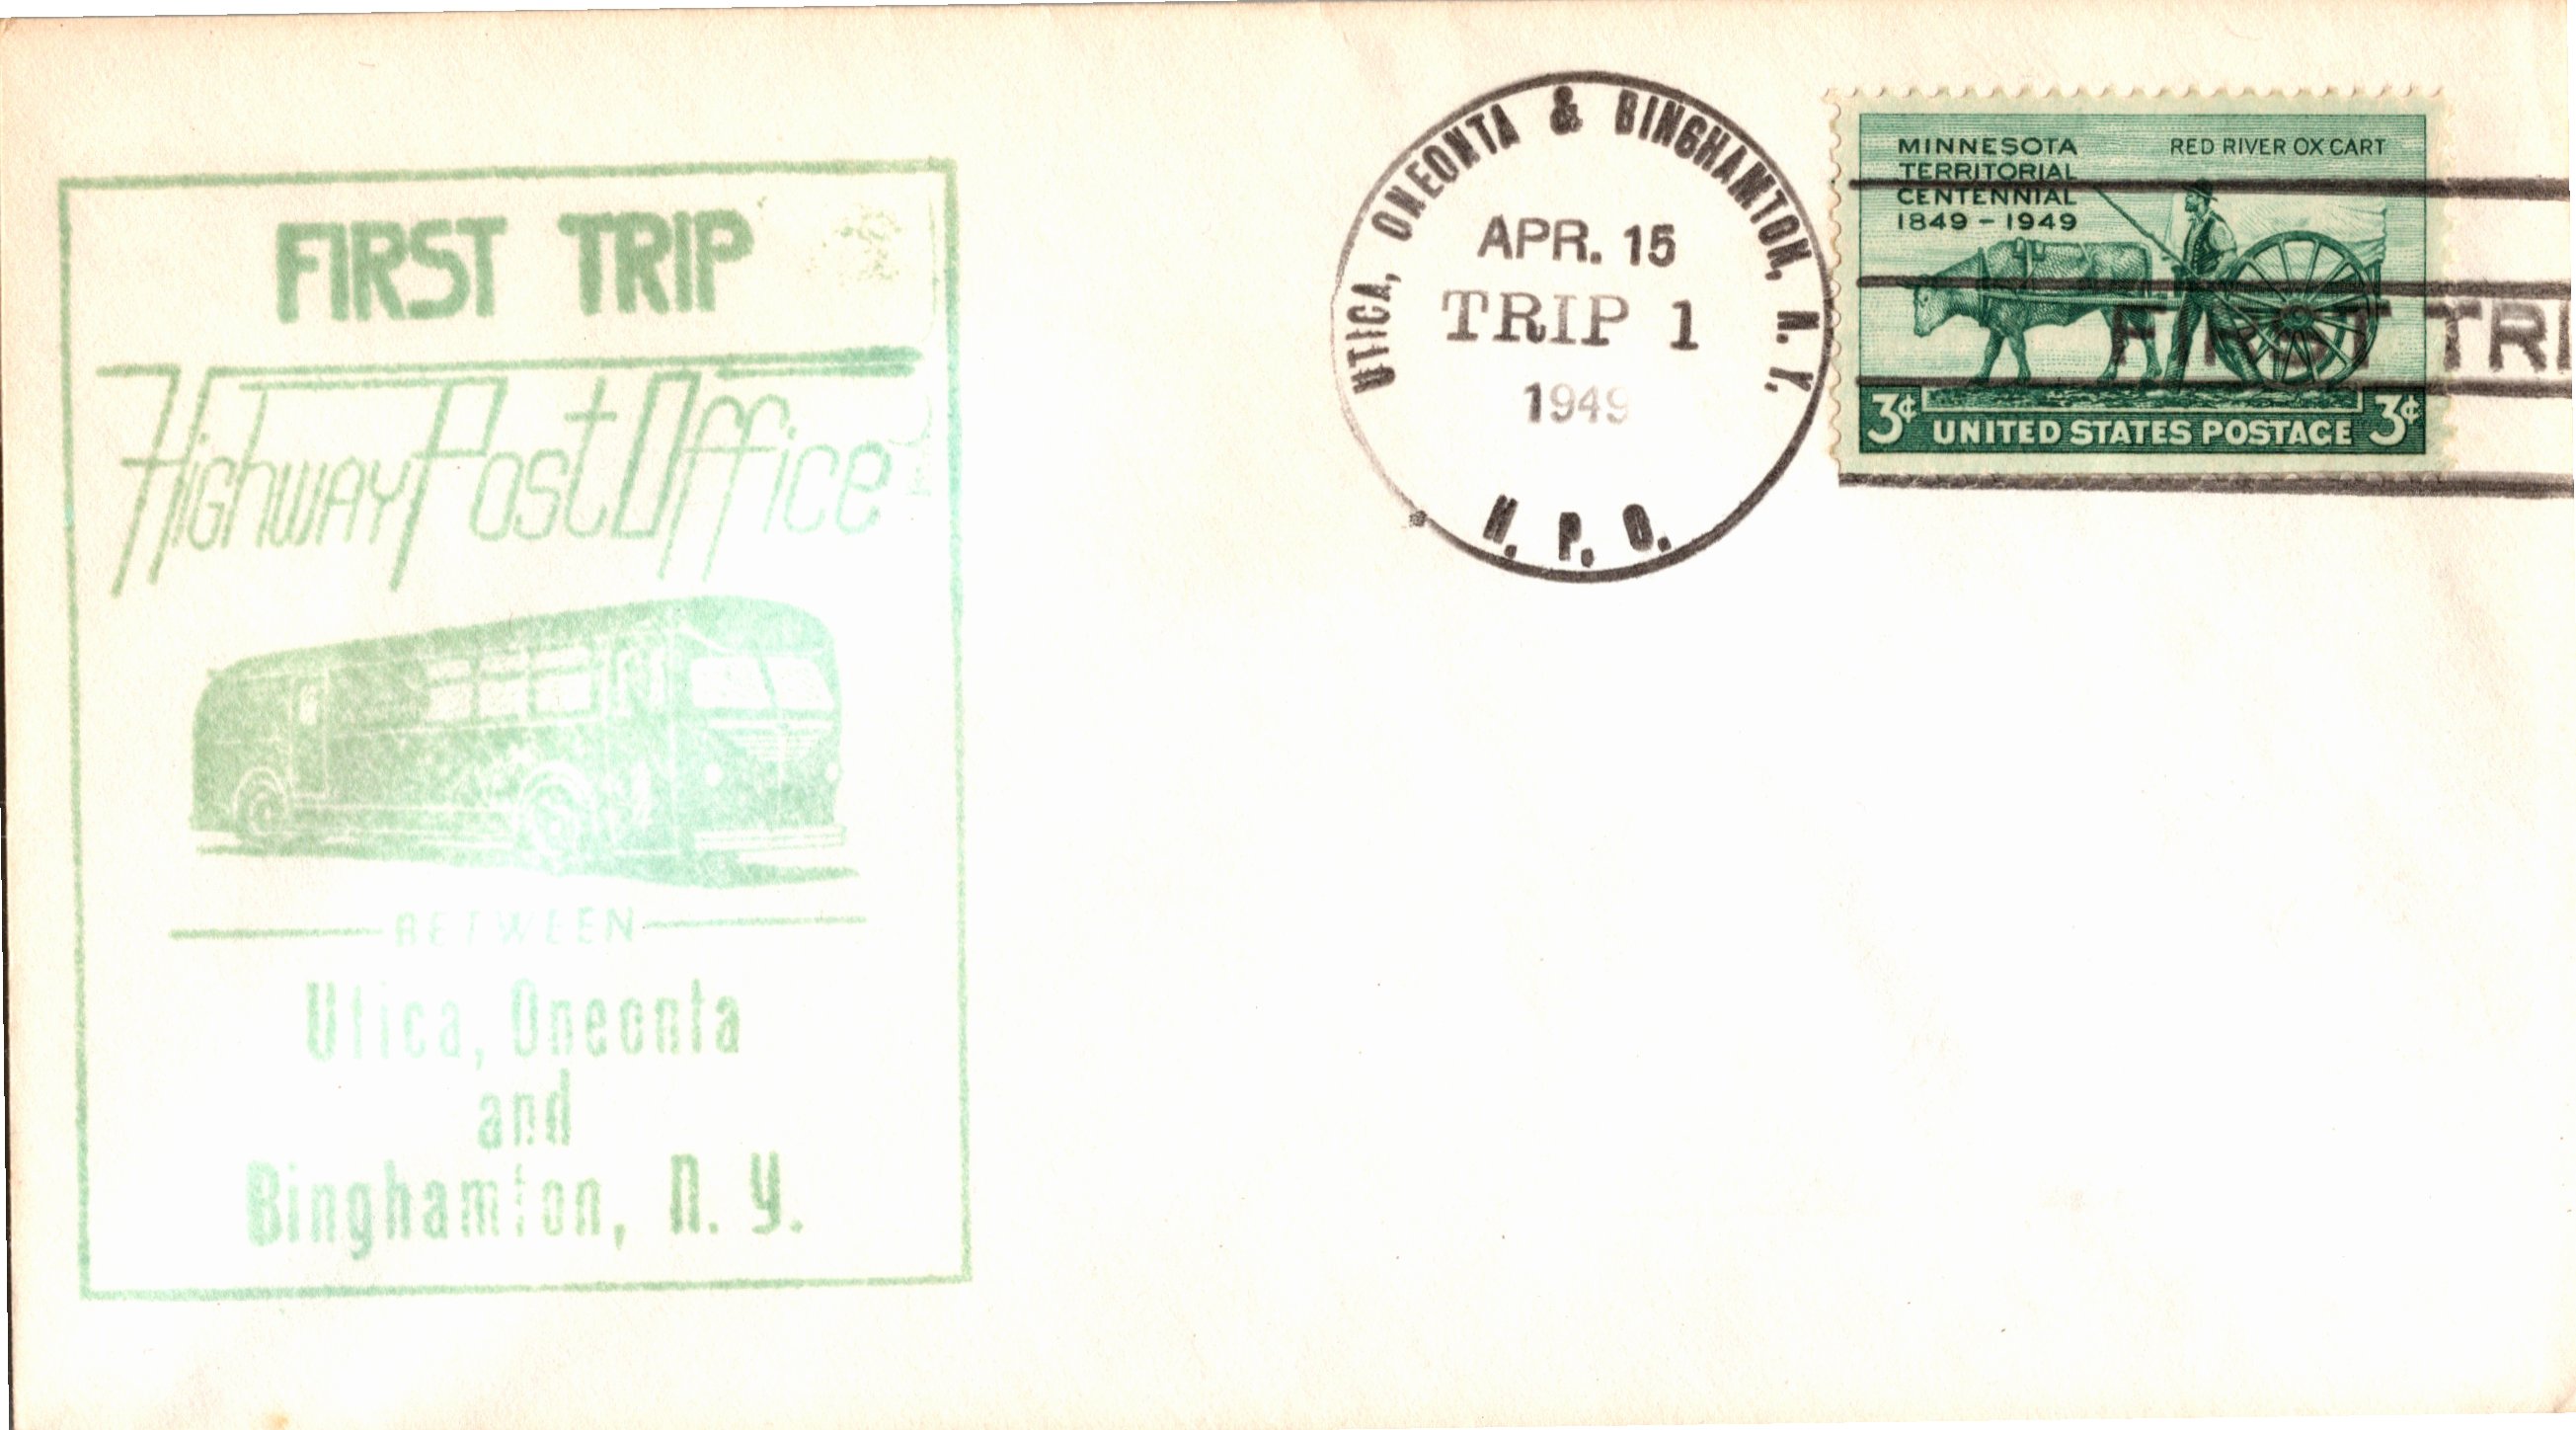 FIRST TRIP
Highway Post Office
BETWEEN
Utica, Oneonta
and
Binghamton, N. Y.
UTICA, ONEONTA & BINGHAMTON, N. Y.
APR. 15
TRIP 1
1949
H. P. O.
MINNESOTA
TERRITORIAL
CENTENNIAL
1849 - 1949
RED RIVER OX CART
FIRST TRI
3¢ UNITED STATES POSTAGE 3¢